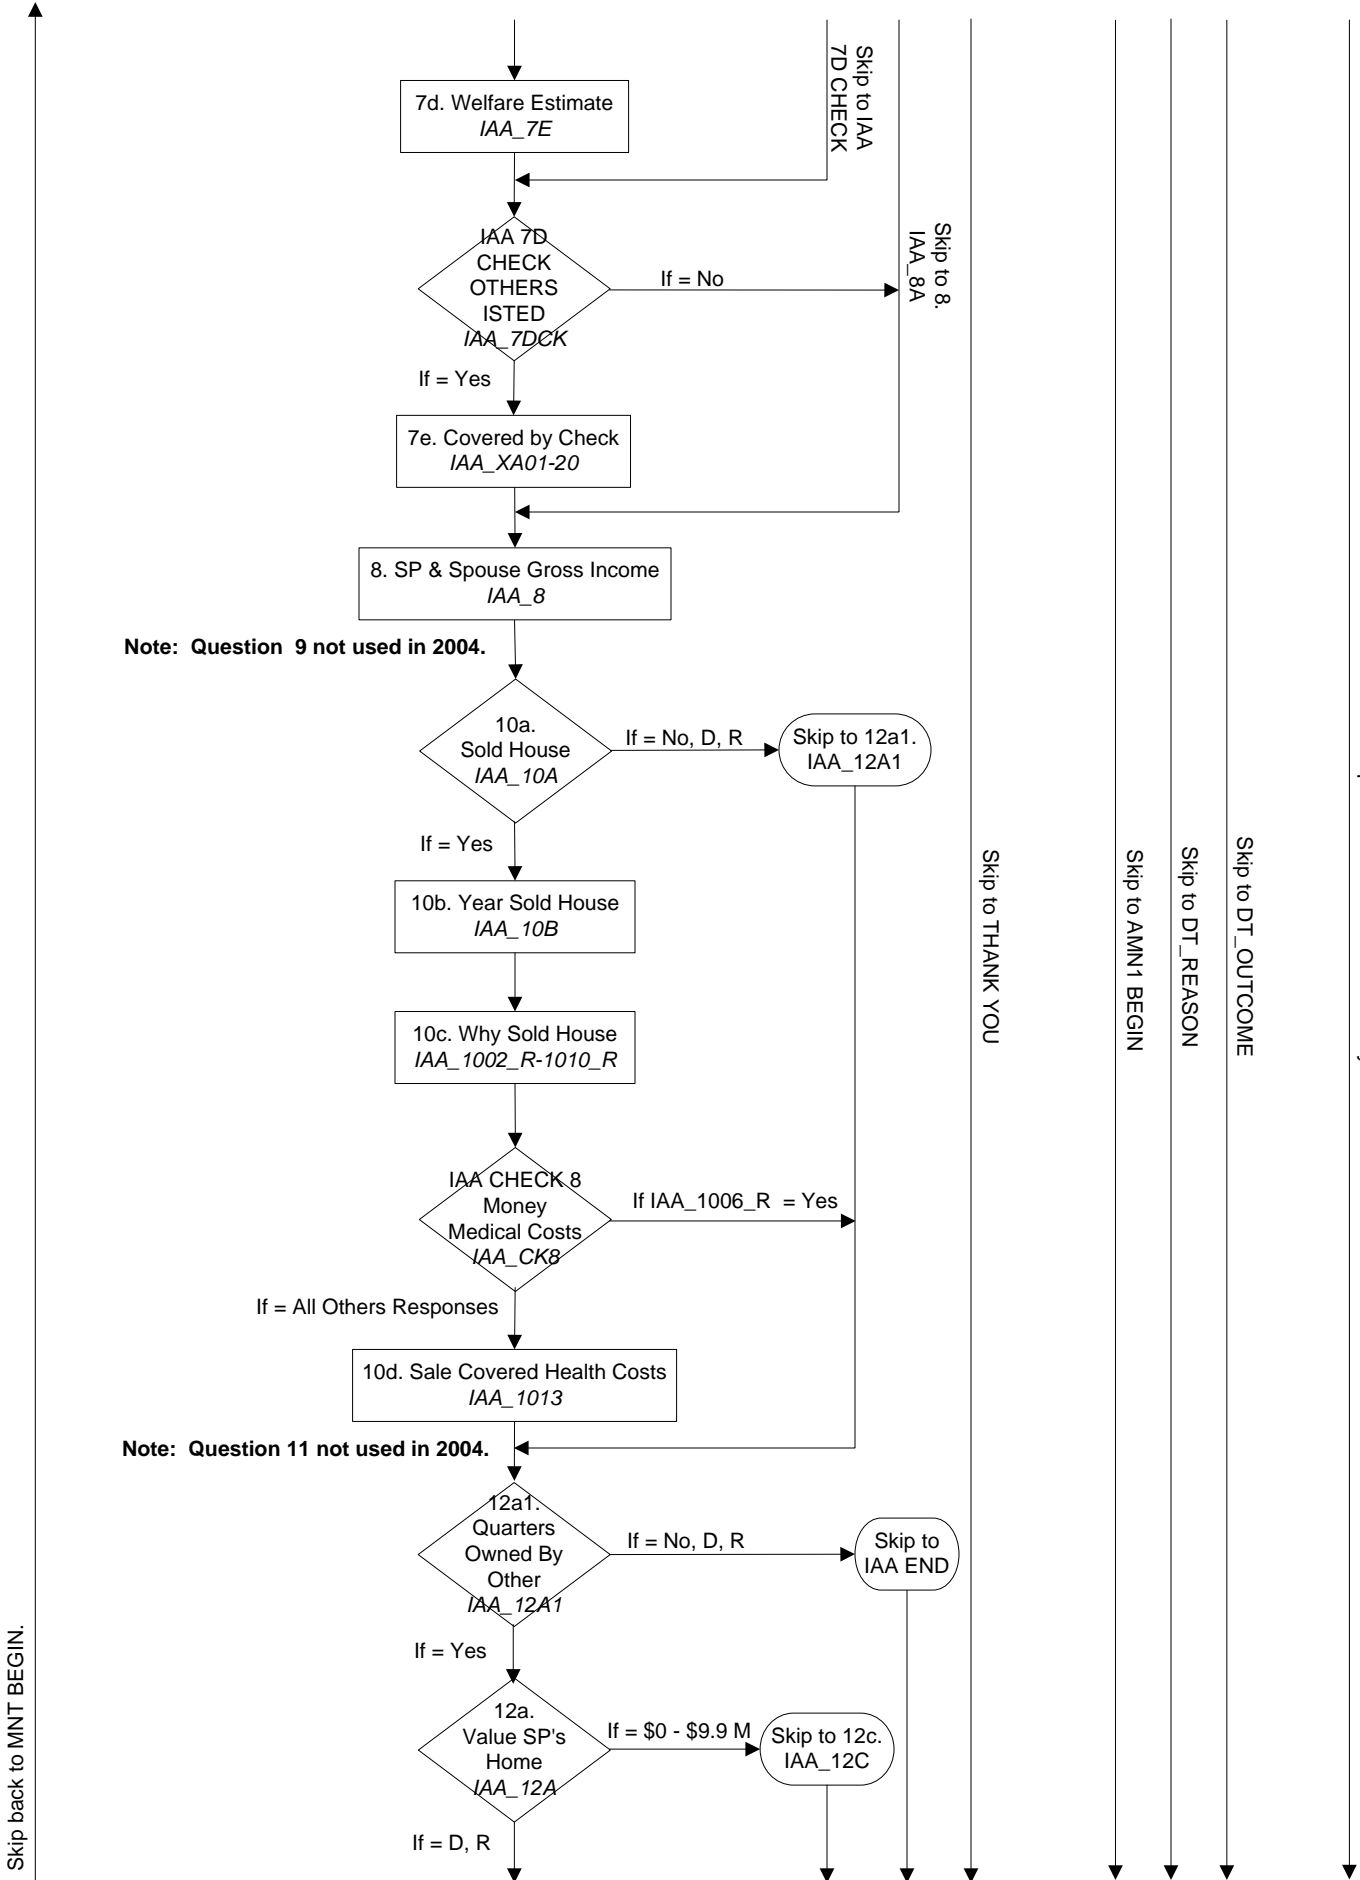 Skip to IAA
7D CHECK
7d. Welfare Estimate
IAA_7E
Skip to 8.
IAA_8A
IAA 7D
CHECK
OTHERS
ISTED
IAA_7DCK
If = No
If = Yes
7e. Covered by Check
IAA_XA01-20
8. SP & Spouse Gross Income
IAA_8
Note:  Question  9 not used in 2004.
10a.
Sold House
IAA_10A
If = No, D, R
Skip to 12a1.
IAA_12A1
If = Yes
10b. Year Sold House
IAA_10B
Skip to THANK YOU
Skip to AMN1 BEGIN
Skip to DT_REASON
Skip to DT_OUTCOME
10c. Why Sold House
IAA_1002_R-1010_R
IAA CHECK 8
Money
Medical Costs
IAA_CK8
If IAA_1006_R  = Yes
If = All Others Responses
10d. Sale Covered Health Costs
IAA_1013
Note:  Question 11 not used in 2004.
12a1.
Quarters
Owned By
Other
IAA_12A1
If = No, D, R
Skip to
IAA END
If = Yes
12a.
Value SP's
Home
IAA_12A
If = $0 - $9.9 M
Skip to 12c.
IAA_12C
If = D, R
Skip back to MNT BEGIN.